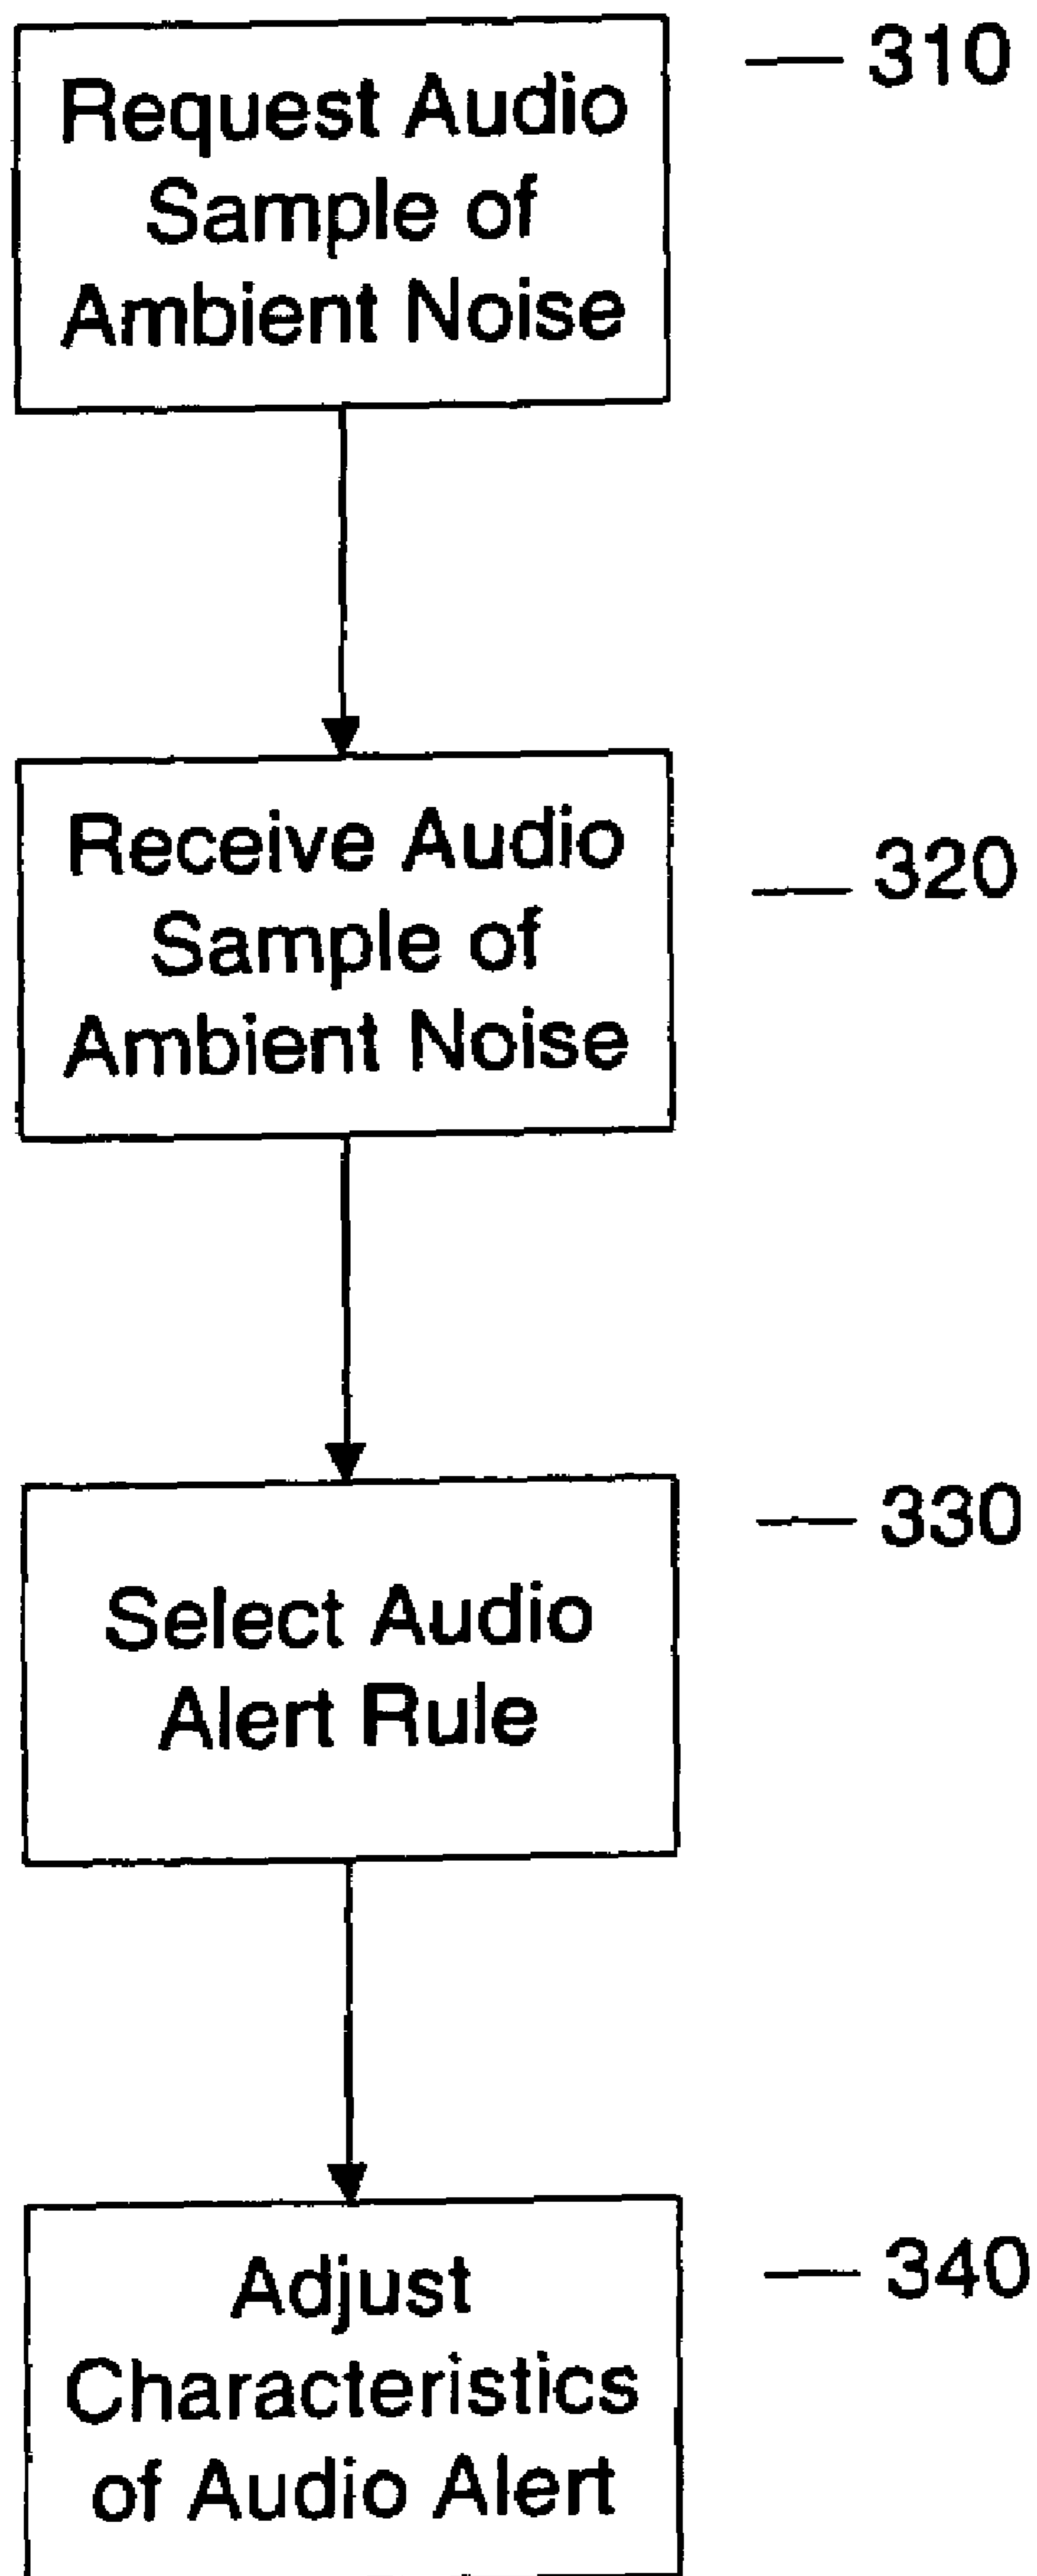 Request Audio
Sample of
Ambient Noise
310
Receive Audio
Sample of
Ambient Noise
320
Select Audio
Alert Rule
330
Adjust
Characteristics
of Audio Alert
340